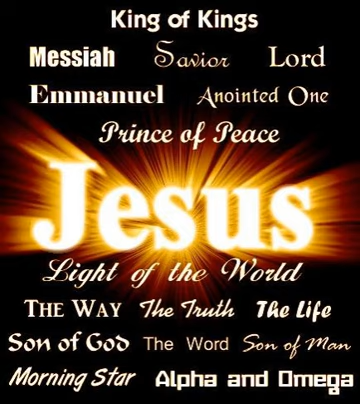 King of Kings
Messiah Savior Lord
Emmanuel Anointed One
Prince of Peace
Jesus
Light of the World
THE WAY The Truth The Life
Son of God The Word Son of Man
Morning Star Alpha and Omega